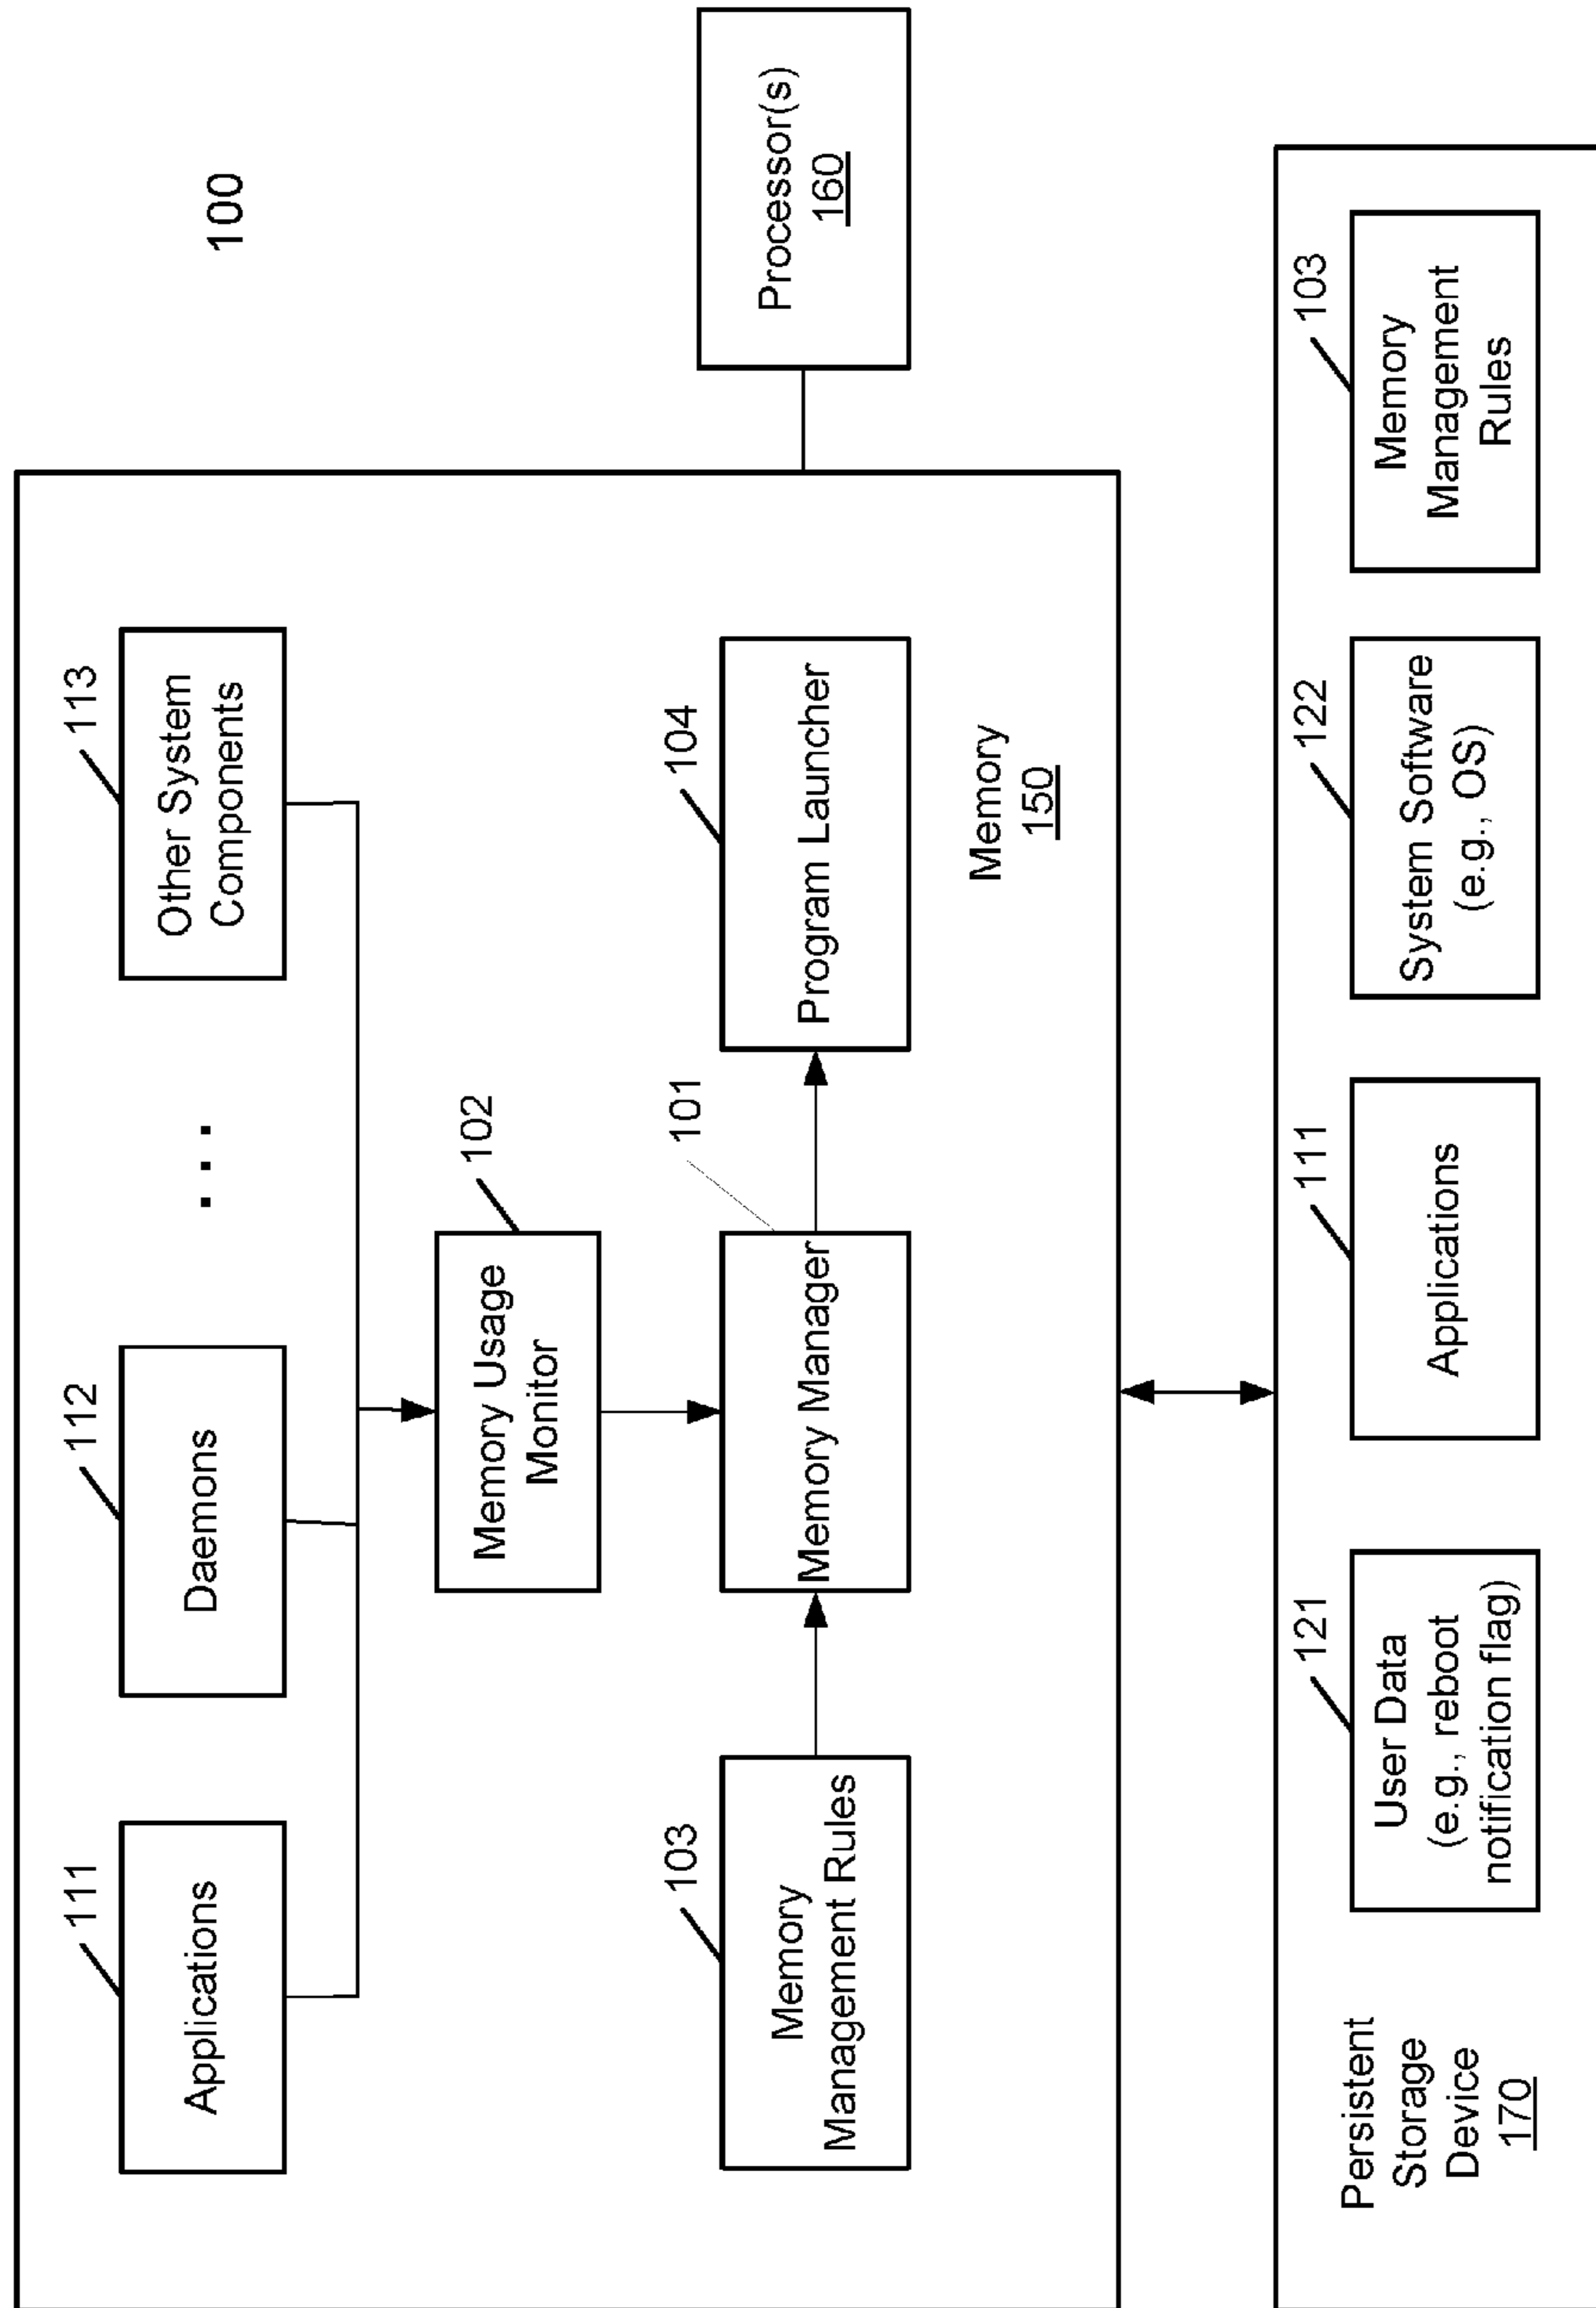 100
111
112
113
Applications
Daemons
. . .
Other System
Components
102
Memory Usage
Monitor
103
101
104
Memory
Management Rules
Memory Manager
Program Launcher
Processor(s)
160
Memory
150
Persistent
Storage
Device
170
121
111
122
103
User Data
(e.g., reboot
notification flag)
Applications
System Software
(e.g., OS)
Memory
Management
Rules